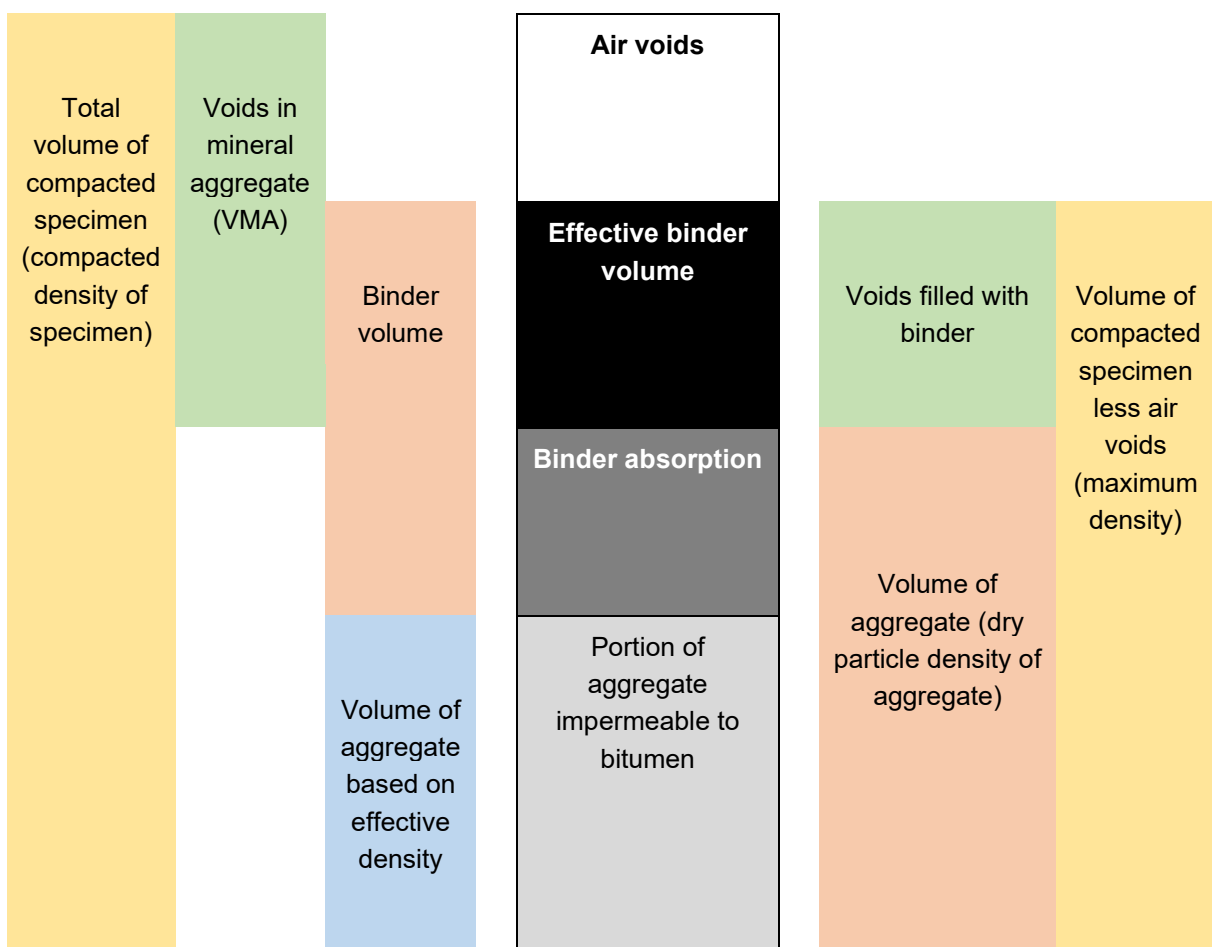 Total
volume of
compacted
specimen
(compacted
density of
specimen)
Voids in
mineral
aggregate
(VMA)
Binder
volume
Volume of
aggregate
based on
effective
density
Air voids
Effective binder
volume
Binder absorption
Portion of
aggregate
impermeable to
bitumen
Voids filled with
binder
Volume of
aggregate (dry
particle density of
aggregate)
Volume of
compacted
specimen
less air
voids
(maximum
density)